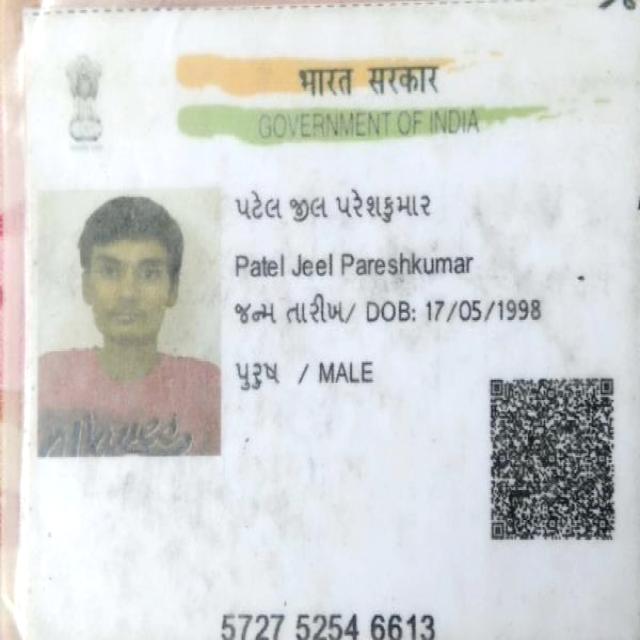 भारत सरकार
GOVERNMENT OF INDIA
પટેલ જીલ પરેશકુમાર
Patel Jeel Pareshkumar
જન્મ તારીખ/ DOB: 17/05/1998
પુરુષ / MALE
5727 5254 6613